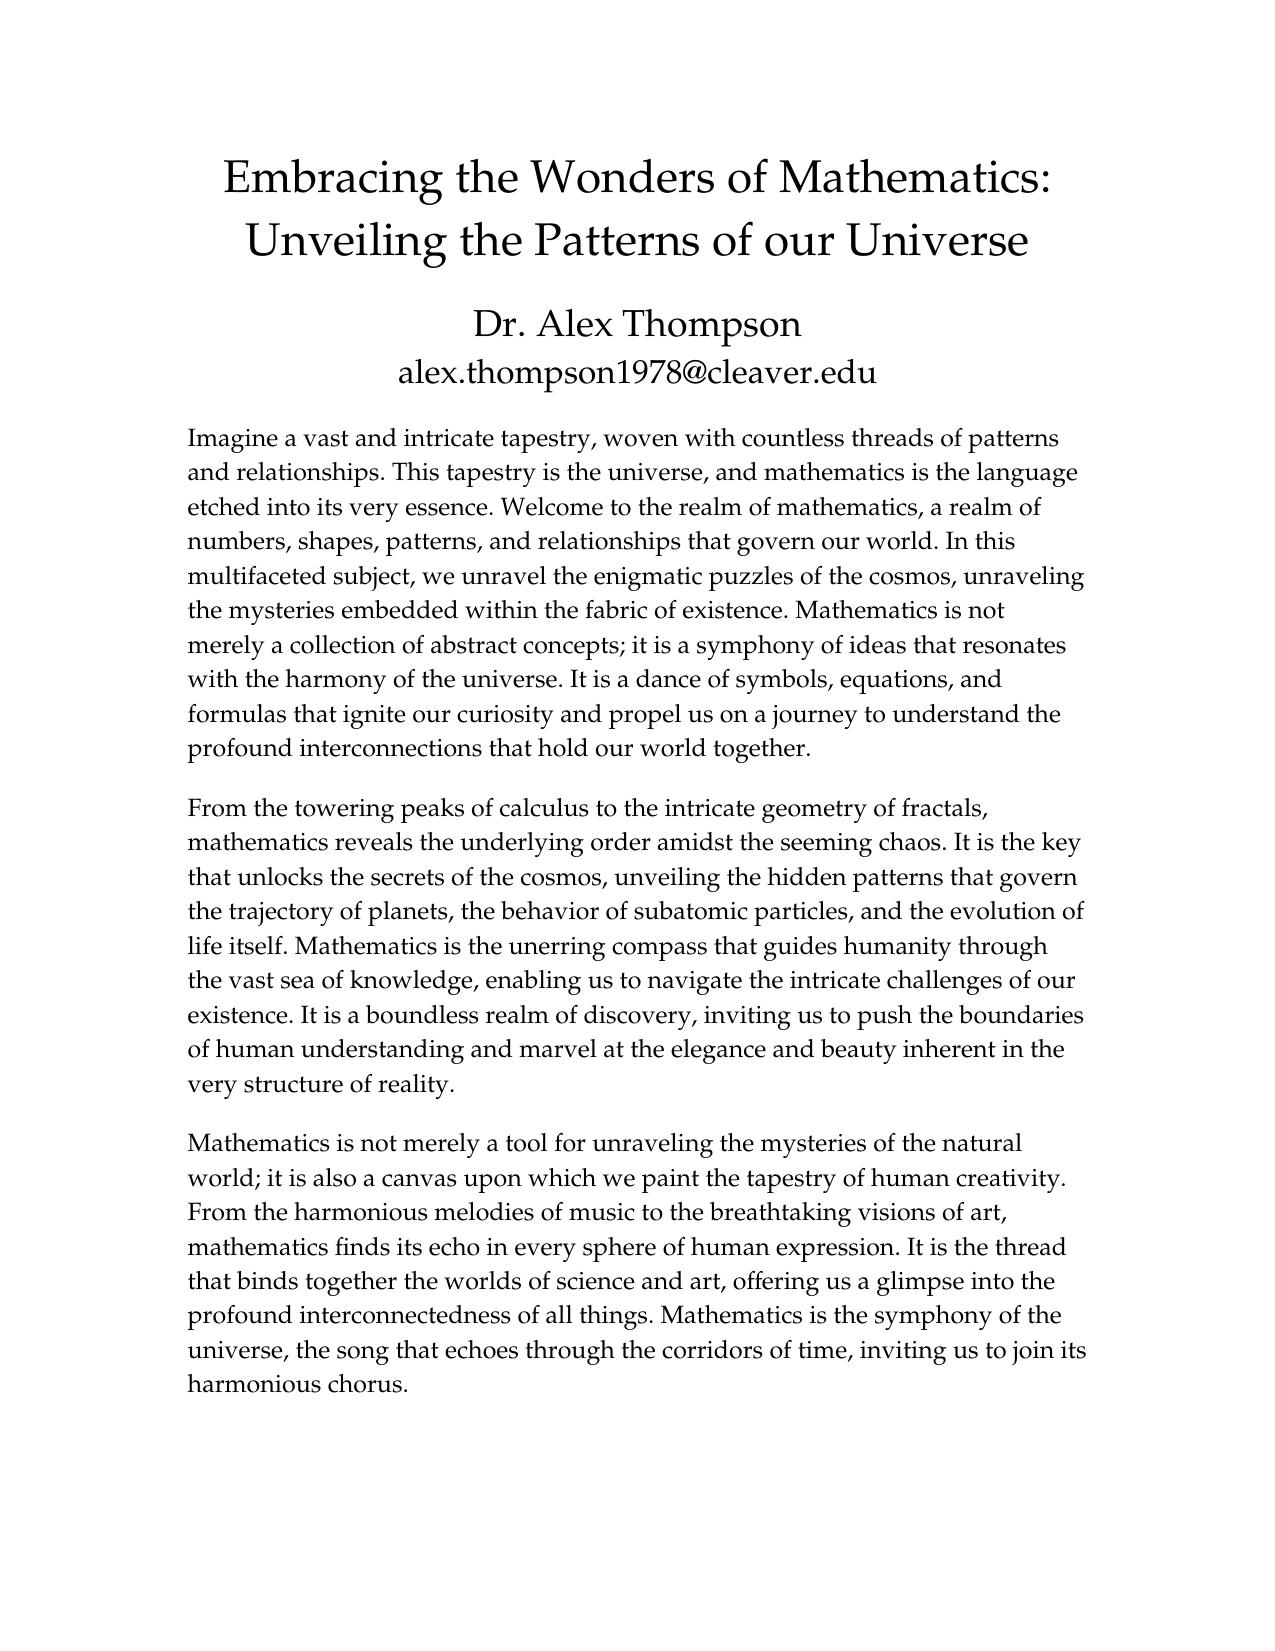 Embracing the Wonders of Mathematics:
Unveiling the Patterns of our Universe
Dr. Alex Thompson
alex.thompson1978@cleaver.edu
Imagine a vast and intricate tapestry, woven with countless threads of patterns
and relationships. This tapestry is the universe, and mathematics is the language
etched into its very essence. Welcome to the realm of mathematics, a realm of
numbers, shapes, patterns, and relationships that govern our world. In this
multifaceted subject, we unravel the enigmatic puzzles of the cosmos, unraveling
the mysteries embedded within the fabric of existence. Mathematics is not
merely a collection of abstract concepts; it is a symphony of ideas that resonates
with the harmony of the universe. It is a dance of symbols, equations, and
formulas that ignite our curiosity and propel us on a journey to understand the
profound interconnections that hold our world together.
From the towering peaks of calculus to the intricate geometry of fractals,
mathematics reveals the underlying order amidst the seeming chaos. It is the key
that unlocks the secrets of the cosmos, unveiling the hidden patterns that govern
the trajectory of planets, the behavior of subatomic particles, and the evolution of
life itself. Mathematics is the unerring compass that guides humanity through
the vast sea of knowledge, enabling us to navigate the intricate challenges of our
existence. It is a boundless realm of discovery, inviting us to push the boundaries
of human understanding and marvel at the elegance and beauty inherent in the
very structure of reality.
Mathematics is not merely a tool for unraveling the mysteries of the natural
world; it is also a canvas upon which we paint the tapestry of human creativity.
From the harmonious melodies of music to the breathtaking visions of art,
mathematics finds its echo in every sphere of human expression. It is the thread
that binds together the worlds of science and art, offering us a glimpse into the
profound interconnectedness of all things. Mathematics is the symphony of the
universe, the song that echoes through the corridors of time, inviting us to join its
harmonious chorus.